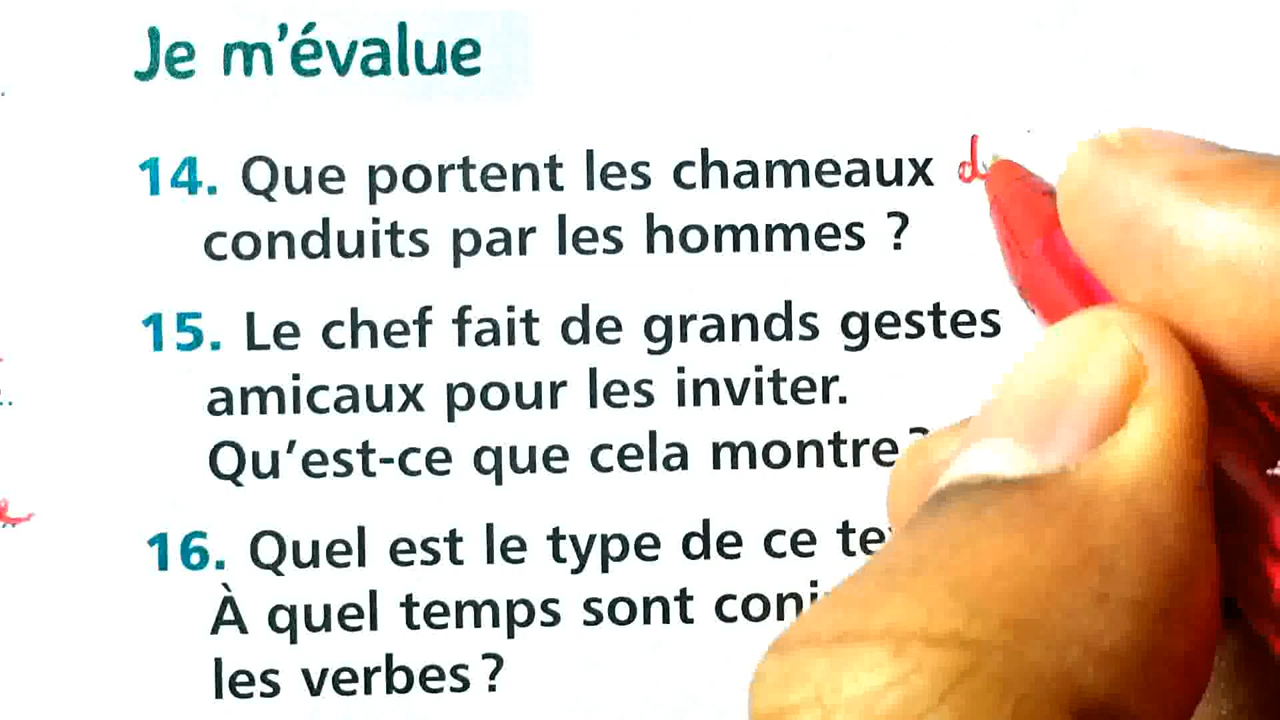 Je m'évalue
14. Que portent les chameaux
conduits par les hommes ?
15. Le chef fait de grands gestes
amicaux pour les inviter.
Qu'est-ce que cela montre ?
16. Quel est le type de ce
À quel temps sont
les verbes ?